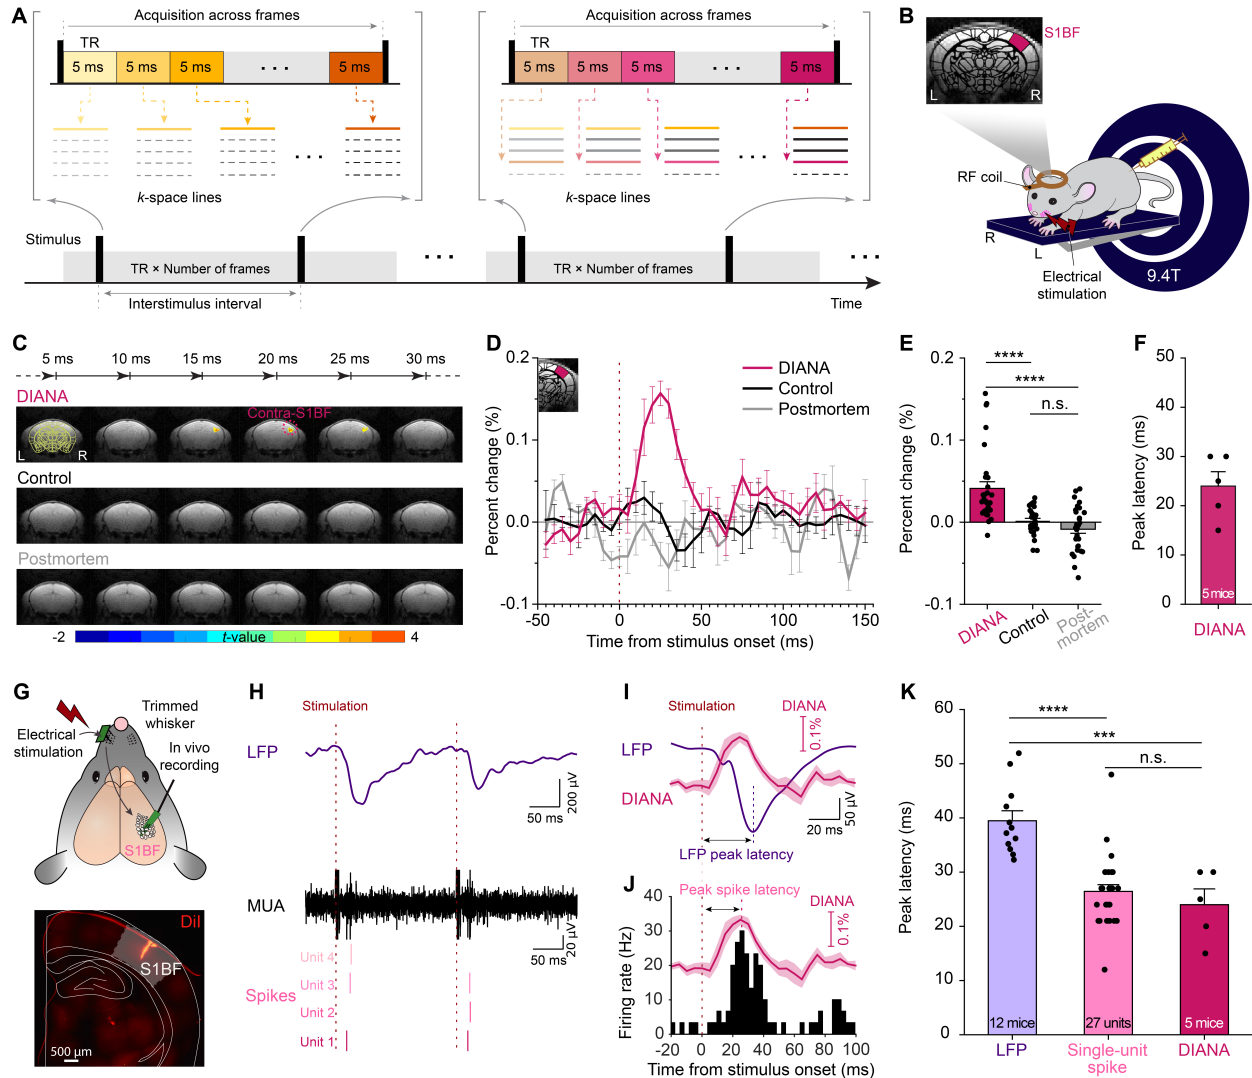 A
Acquisition across frames
TR
5 ms 5 ms 5 ms ... 5 ms
k-space lines
Acquisition across frames
TR
5 ms 5 ms 5 ms ... 5 ms
k-space lines
Stimulus
TR × Number of frames
...
TR × Number of frames
...
Interstimulus interval
Time
B
S1BF
L R
RF coil
R
L
Electrical
stimulation
9.4T
C
5 ms 10 ms 15 ms 20 ms 25 ms 30 ms
DIANA
Contra-S1BF
L R
Control
Postmortem
-2 t-value 4
D
0.2
0.1
0.0
-0.1
Percent change (%)
DIANA
Control
Postmortem
-50 0 50 100 150
Time from stimulus onset (ms)
E
0.2
0.1
0.0
-0.1
Percent change (%)
****
****
n.s.
DIANA
Control
Post-
mortem
F
50
40
30
20
10
0
Peak latency (ms)
5 mice
DIANA
G
Trimmed
whisker
Electrical
stimulation
In vivo
recording
S1BF
DiI
S1BF
500 µm
H
Stimulation
LFP
200 µV
50 ms
MUA
20 µV
50 ms
Spikes
Unit 4
Unit 3
Unit 2
Unit 1
I
Stimulation
DIANA
0.1%
LFP
DIANA
50 µV
20 ms
LFP peak latency
J
Peak spike latency
DIANA
0.1%
40
30
20
10
0
Firing rate (Hz)
-20 0 20 40 60 80 100
Time from stimulus onset (ms)
K
60
50
40
30
20
10
0
Peak latency (ms)
****
***
n.s.
12 mice
27 units
5 mice
LFP
Single-unit
spike
DIANA